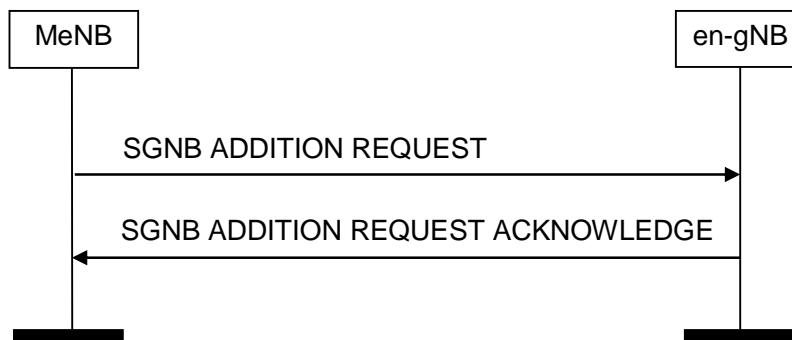 MeNB
en-gNB
SGNB ADDITION REQUEST
SGNB ADDITION REQUEST ACKNOWLEDGE